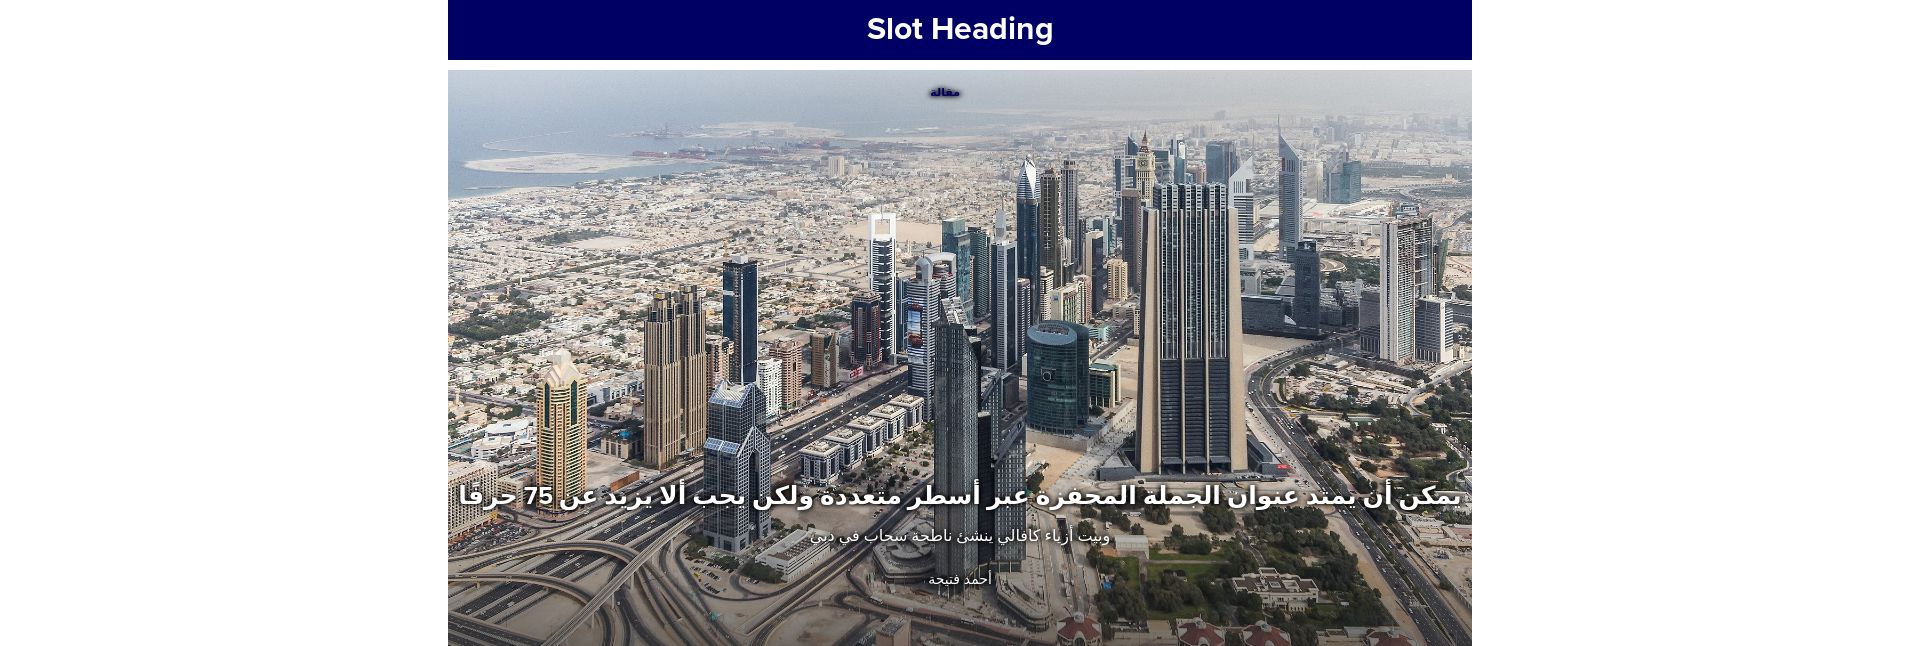 Slot Heading
مقالة
يمكن أن يمتد عنوان الجملة المحفزة عبر أسطر متعددة ولكن يجب ألا يزيد عن 75 حرفًا
وبيت أزياء كافالي ينشئ ناطحة سحاب في دبي
أحمد فتيحة